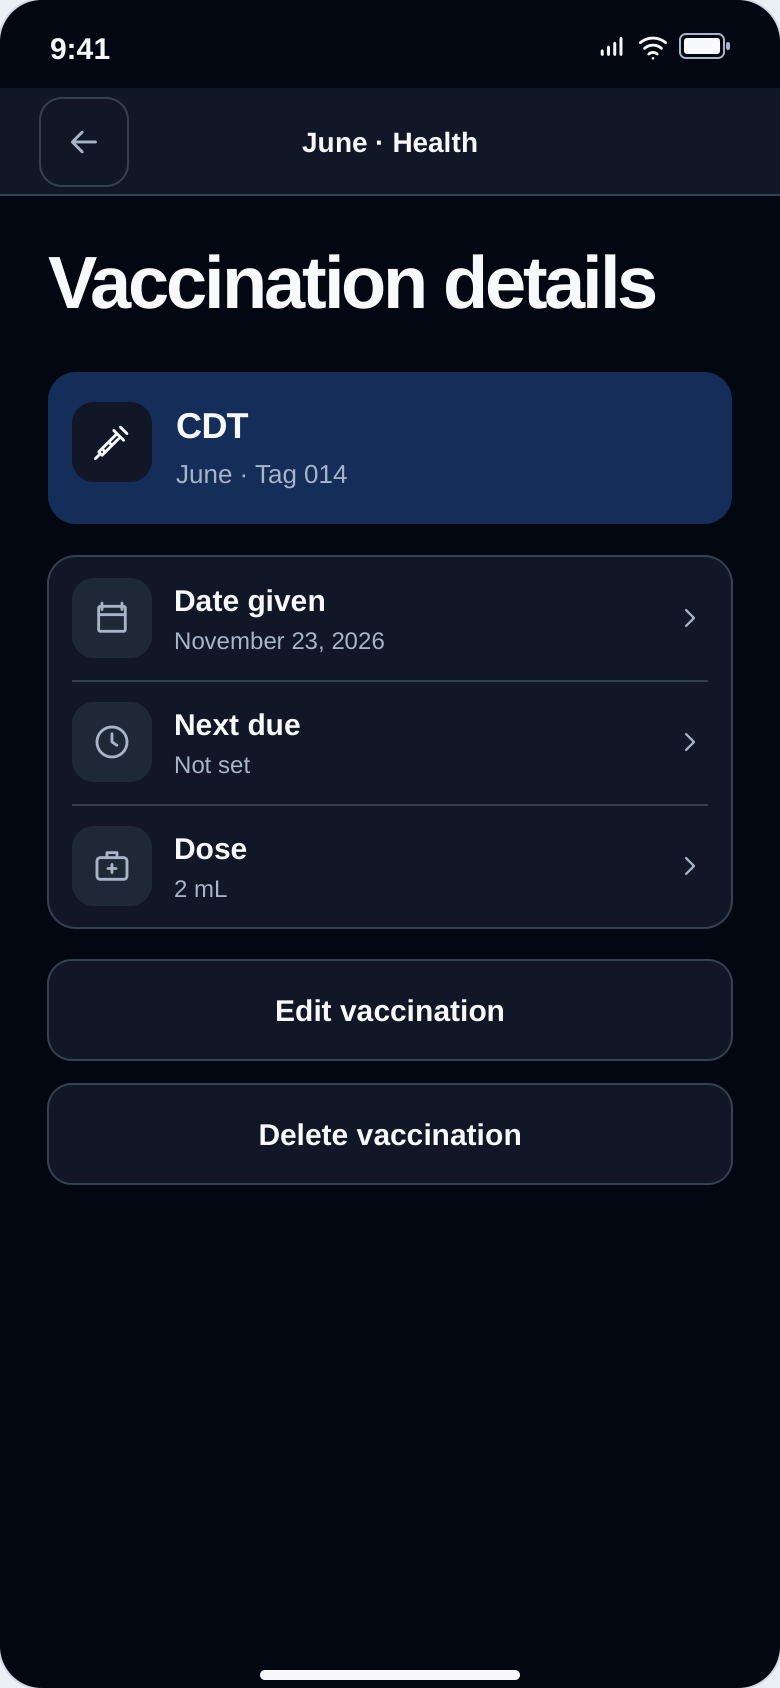 9:41
June · Health
Vaccination details
CDT
June · Tag 014
Date given
November 23, 2026
Next due
Not set
Dose
2 mL
Edit vaccination
Delete vaccination